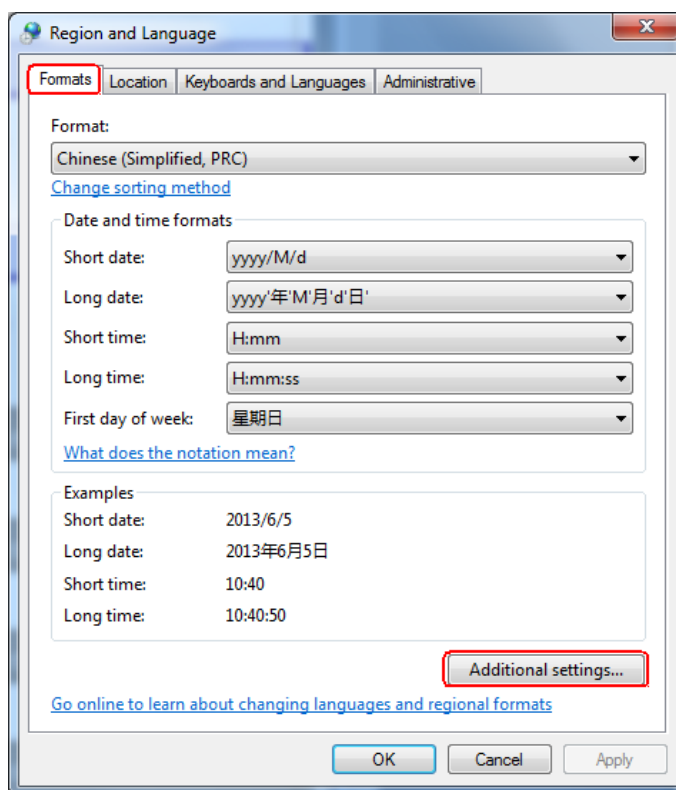 Region and Language
Formats Location Keyboards and Languages Administrative
Format:
Chinese (Simplified, PRC)
Change sorting method
Date and time formats
Short date: yyyy/M/d
Long date: yyyy'年'M'月'd'日'
Short time: H:mm
Long time: H:mm:ss
First day of week: 星期日
What does the notation mean?
Examples
Short date: 2013/6/5
Long date: 2013年6月5日
Short time: 10:40
Long time: 10:40:50
Additional settings...
Go online to learn about changing languages and regional formats
OK Cancel Apply